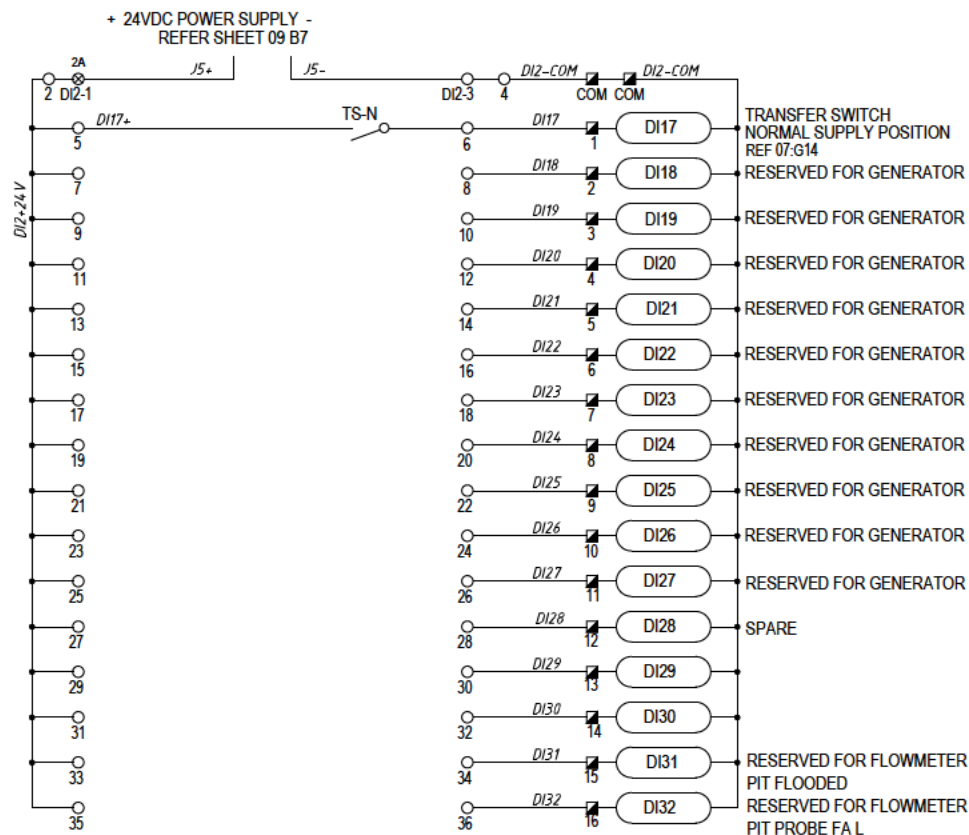 + 24VDC POWER SUPPLY -
REFER SHEET 09 B7
2A J5+ J5- DI2-COM DI2-COM
2 DI2-1 DI2-3 4 COM COM
DI2+24V
DI17+ TS-N DI17 DI17 TRANSFER SWITCH
NORMAL SUPPLY POSITION
5 6 1 REF 07:G14
DI18 DI18 RESERVED FOR GENERATOR
7 8 2
DI19 DI19 RESERVED FOR GENERATOR
9 10 3
DI20 DI20 RESERVED FOR GENERATOR
11 12 4
DI21 DI21 RESERVED FOR GENERATOR
13 14 5
DI22 DI22 RESERVED FOR GENERATOR
15 16 6
DI23 DI23 RESERVED FOR GENERATOR
17 18 7
DI24 DI24 RESERVED FOR GENERATOR
19 20 8
DI25 DI25 RESERVED FOR GENERATOR
21 22 9
DI26 DI26 RESERVED FOR GENERATOR
23 24 10
DI27 DI27 RESERVED FOR GENERATOR
25 26 11
DI28 DI28 SPARE
27 28 12
DI29 DI29
29 30 13
DI30 DI30
31 32 14
DI31 DI31 RESERVED FOR FLOWMETER
33 34 15 PIT FLOODED
DI32 DI32 RESERVED FOR FLOWMETER
35 36 16 PIT PROBE FA L